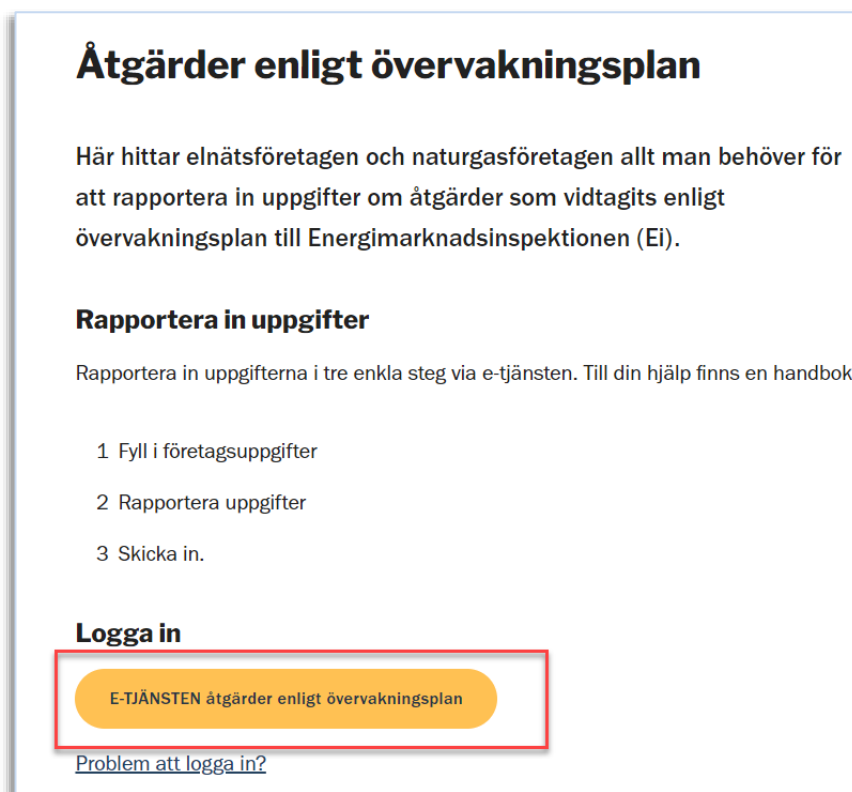 Åtgärder enligt övervakningsplan
Här hittar elnätsföretagen och naturgasföretagen allt man behöver för
att rapportera in uppgifter om åtgärder som vidtagits enligt
övervakningsplan till Energimarknadsinspektionen (Ei).
Rapportera in uppgifter
Rapportera in uppgifterna i tre enkla steg via e-tjänsten. Till din hjälp finns en handbok
1 Fyll i företagsuppgifter
2 Rapportera uppgifter
3 Skicka in.
Logga in
E-TJÄNSTEN åtgärder enligt övervakningsplan
Problem att logga in?